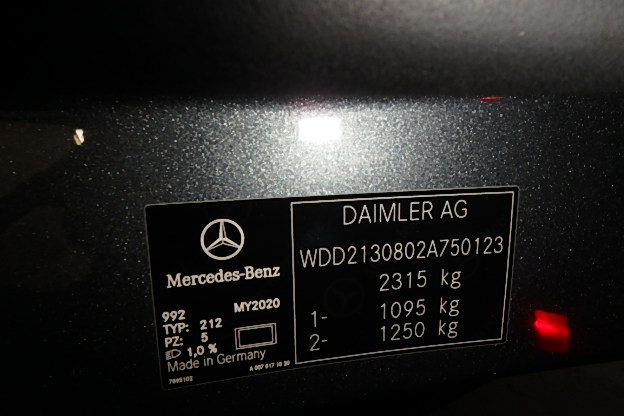 Mercedes-Benz
992 MY2020
TYP: 212
PZ: 5
1,0 %
Made in Germany
7695102
DAIMLER AG
WDD2130802A750123
2315 kg
1- 1095 kg
2- 1250 kg